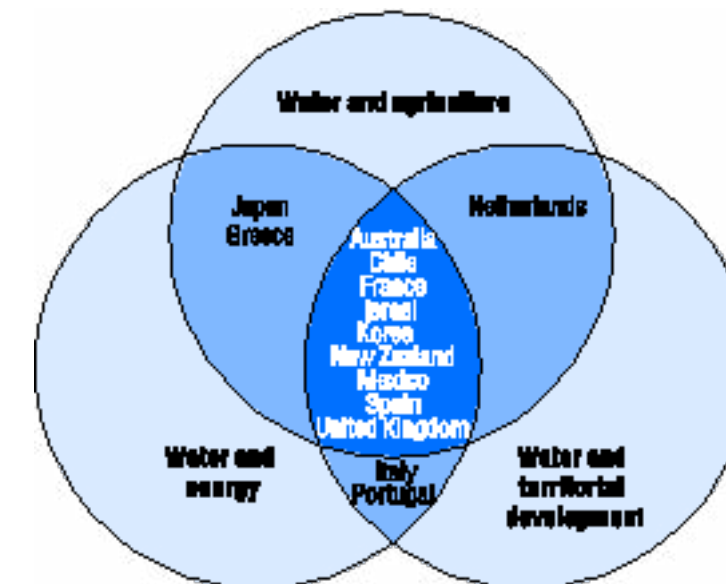 Water and agriculture
Japan
Greece
Netherlands
Australia
Chile
France
Israel
Korea
New Zealand
Mexico
Spain
United Kingdom
Water and
energy
Italy
Portugal
Water and
territorial
development